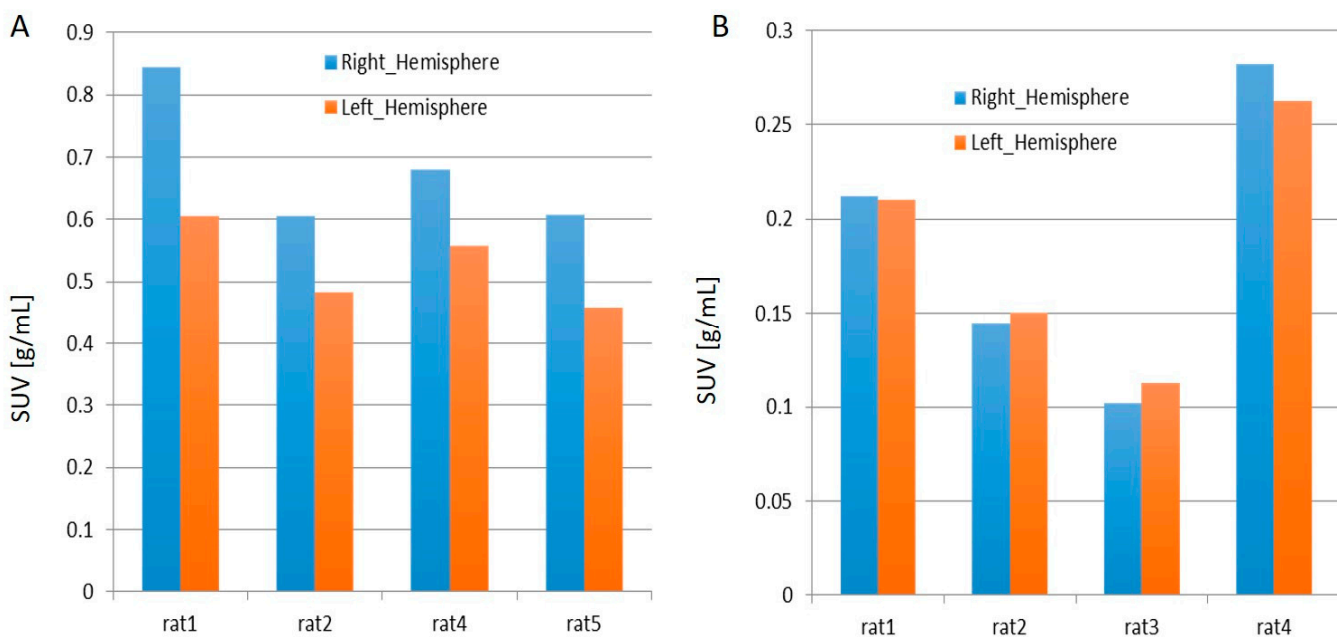 A
SUV [g/mL]
0.9
0.8
0.7
0.6
0.5
0.4
0.3
0.2
0.1
0
Right_Hemisphere
Left_Hemisphere
rat1 rat2 rat4 rat5
B
SUV [g/mL]
0.3
0.25
0.2
0.15
0.1
0.05
0
Right_Hemisphere
Left_Hemisphere
rat1 rat2 rat3 rat4